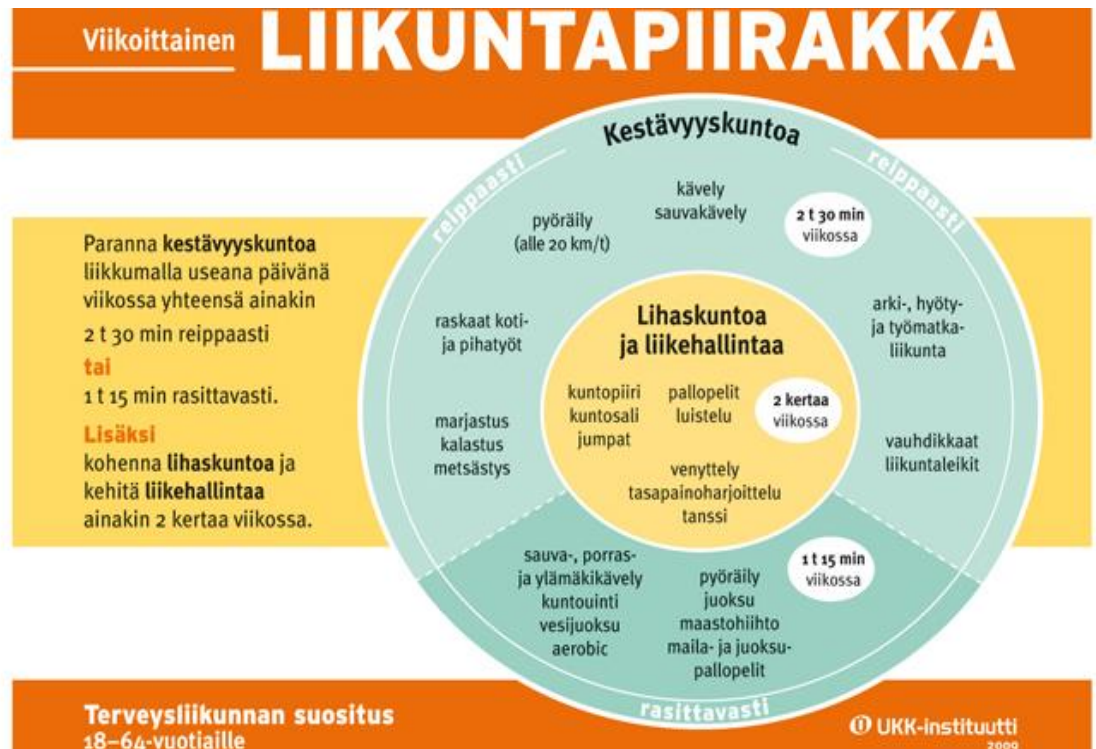 Viikoittainen LIIKUNTAPIIRAKKA
Paranna kestävyyskuntoa
liikkumalla useana päivänä
viikossa yhteensä ainakin
2 t 30 min reippaasti
tai
1 t 15 min rasittavasti.
Lisäksi
kohenna lihaskuntoa ja
kehitä liikehallintaa
ainakin 2 kertaa viikossa.
Kestävyyskuntoa
reippaasti
reippaasti
kävely
sauvakävely
2 t 30 min
viikossa
pyöräily
(alle 20 km/t)
raskaat koti-
ja pihatyöt
arki-, hyöty-
ja työmatka-
liikunta
marjastus
kalastus
metsästys
vauhdikkaat
liikuntaleikit
Lihaskuntoa
ja liikehallintaa
kuntopiiri
kuntosali
jumpat
pallopelit
luistelu
2 kertaa
viikossa
venyttely
tasapainoharjoittelu
tanssi
sauva-, porras-
ja ylämäkikävely
kuntouinti
vesijuoksu
aerobic
pyöräily
juoksu
maastohiihto
maila- ja juoksu-
pallopelit
1 t 15 min
viikossa
rasittavasti
Terveysliikunnan suositus
18–64-vuotiaille
UKK-instituutti
2009